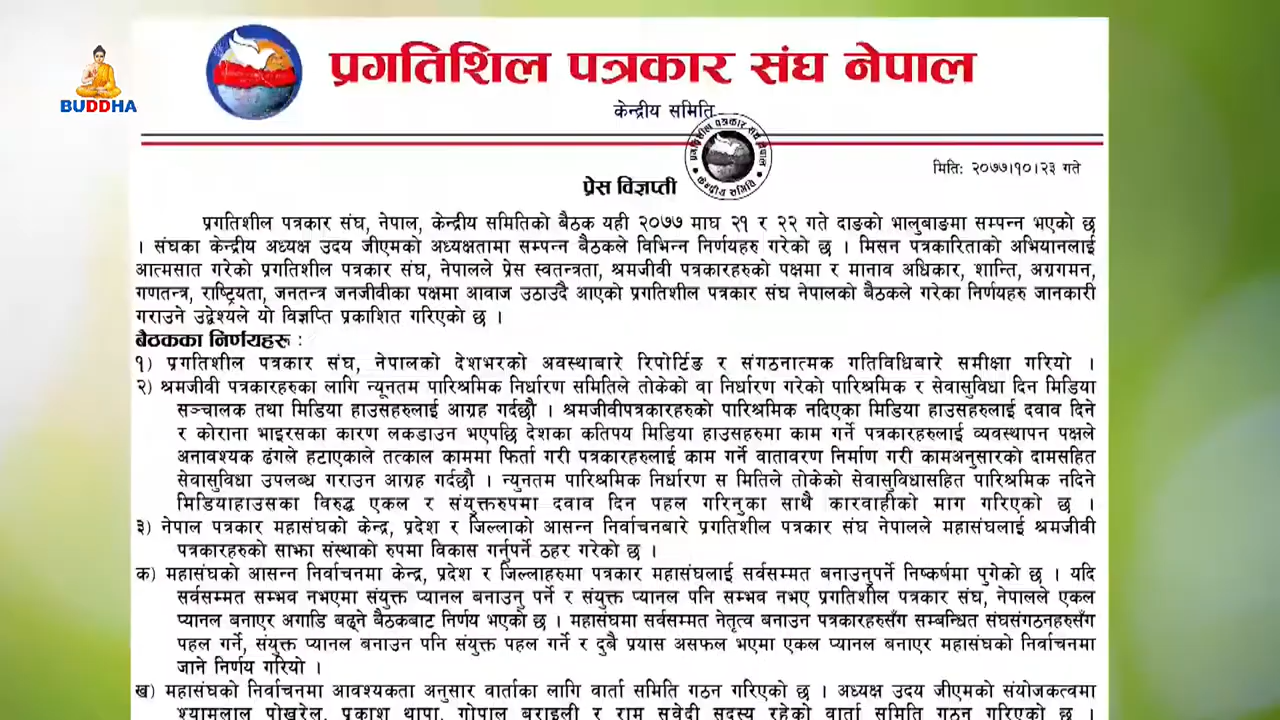 BUDDHA
प्रगतिशिल पत्रकार संघ नेपाल
केन्द्रीय समिति
प्रगतिशील पत्रकार संघ नेपाल
केन्द्रीय समिति
मितिः २०७७।१०।२३ गते
प्रेस विज्ञप्ती
प्रगतिशील पत्रकार संघ, नेपाल, केन्द्रीय समितिको बैठक यही २०७७ माघ २१ र २२ गते दाङको भालुबाङमा सम्पन्न भएको छ
। संघका केन्द्रीय अध्यक्ष उदय जीएमको अध्यक्षतामा सम्पन्न बैठकले विभिन्न निर्णयहरु गरेको छ । मिसन पत्रकारिताको अभियानलाई
आत्मसात गरेको प्रगतिशील पत्रकार संघ, नेपालले प्रेस स्वतन्त्रता, श्रमजीवी पत्रकारहरुको पक्षमा र मानाव अधिकार, शान्ति, अग्रगमन,
गणतन्त्र, राष्ट्रियता, जनतन्त्र जनजीवीका पक्षमा आवाज उठाउदै आएको प्रगतिशील पत्रकार संघ नेपालको बैठकले गरेका निर्णयहरु जानकारी
गराउने उद्देश्यले यो विज्ञप्ति प्रकाशित गरिएको छ ।
बैठकका निर्णयहरू :
१) प्रगतिशील पत्रकार संघ, नेपालको देशभरको अवस्थाबारे रिपोर्टिङ र संगठनात्मक गतिविधिबारे समीक्षा गरियो ।
२) श्रमजीवी पत्रकारहरुका लागि न्यूनतम पारिश्रमिक निर्धारण समितिले तोकेको वा निर्धारण गरेको पारिश्रमिक र सेवासुविधा दिन मिडिया
सञ्चालक तथा मिडिया हाउसहरुलाई आग्रह गर्दछौ । श्रमजीवीपत्रकारहरुको पारिश्रमिक नदिएका मिडिया हाउसहरुलाई दवाव दिने
र कोराना भाइरसका कारण लकडाउन भएपछि देशका कतिपय मिडिया हाउसहरुमा काम गर्ने पत्रकारहरुलाई व्यवस्थापन पक्षले
अनावश्यक ढंगले हटाएकाले तत्काल काममा फिर्ता गरी पत्रकारहरुलाई काम गर्ने वातावरण निर्माण गरी कामअनुसारको दामसहित
सेवासुविधा उपलब्ध गराउन आग्रह गर्दछौ । न्युनतम पारिश्रमिक निर्धारण स मितिले तोकेको सेवासुविधासहित पारिश्रमिक नदिने
मिडियाहाउसका विरुद्ध एकल र संयुक्तरुपमा दवाव दिन पहल गरिनुका साथै कारवाहीको माग गरिएको छ ।
३) नेपाल पत्रकार महासंघको केन्द्र, प्रदेश र जिल्लाको आसन्न निर्वाचनबारे प्रगतिशील पत्रकार संघ नेपालले महासंघलाई श्रमजीवी
पत्रकारहरुको साझा संस्थाको रुपमा विकास गर्नुपर्ने ठहर गरेको छ ।
क) महासंघको आसन्न निर्वाचनमा केन्द्र, प्रदेश र जिल्लाहरुमा पत्रकार महासंघलाई सर्वसम्मत बनाउनुपर्ने निष्कर्षमा पुगेको छ । यदि
सर्वसम्मत सम्भव नभएमा संयुक्त प्यानल बनाउनु पर्ने र संयुक्त प्यानल पनि सम्भव नभए प्रगतिशील पत्रकार संघ, नेपालले एकल
प्यानल बनाएर अगाडि बढ्ने बैठकबाट निर्णय भएको छ । महासंघमा सर्वसम्मत नेतृत्व बनाउन पत्रकारहरुसँग सम्बन्धित संघसंगठनहरुसँग
पहल गर्ने, संयुक्त प्यानल बनाउन पनि संयुक्त पहल गर्ने र दुबै प्रयास असफल भएमा एकल प्यानल बनाएर महासंघको निर्वाचनमा
जाने निर्णय गरियो ।
ख) महासंघको निर्वाचनमा आवश्यकता अनुसार वार्ताका लागि वार्ता समिति गठन गरिएको छ । अध्यक्ष उदय जीएमको संयोजकत्वमा
श्यामलाल पोखरेल, प्रकाश थापा, गोपाल बराइली र राम सुवेदी सदस्य रहेको वार्ता समिति गठन गरिएको छ ।